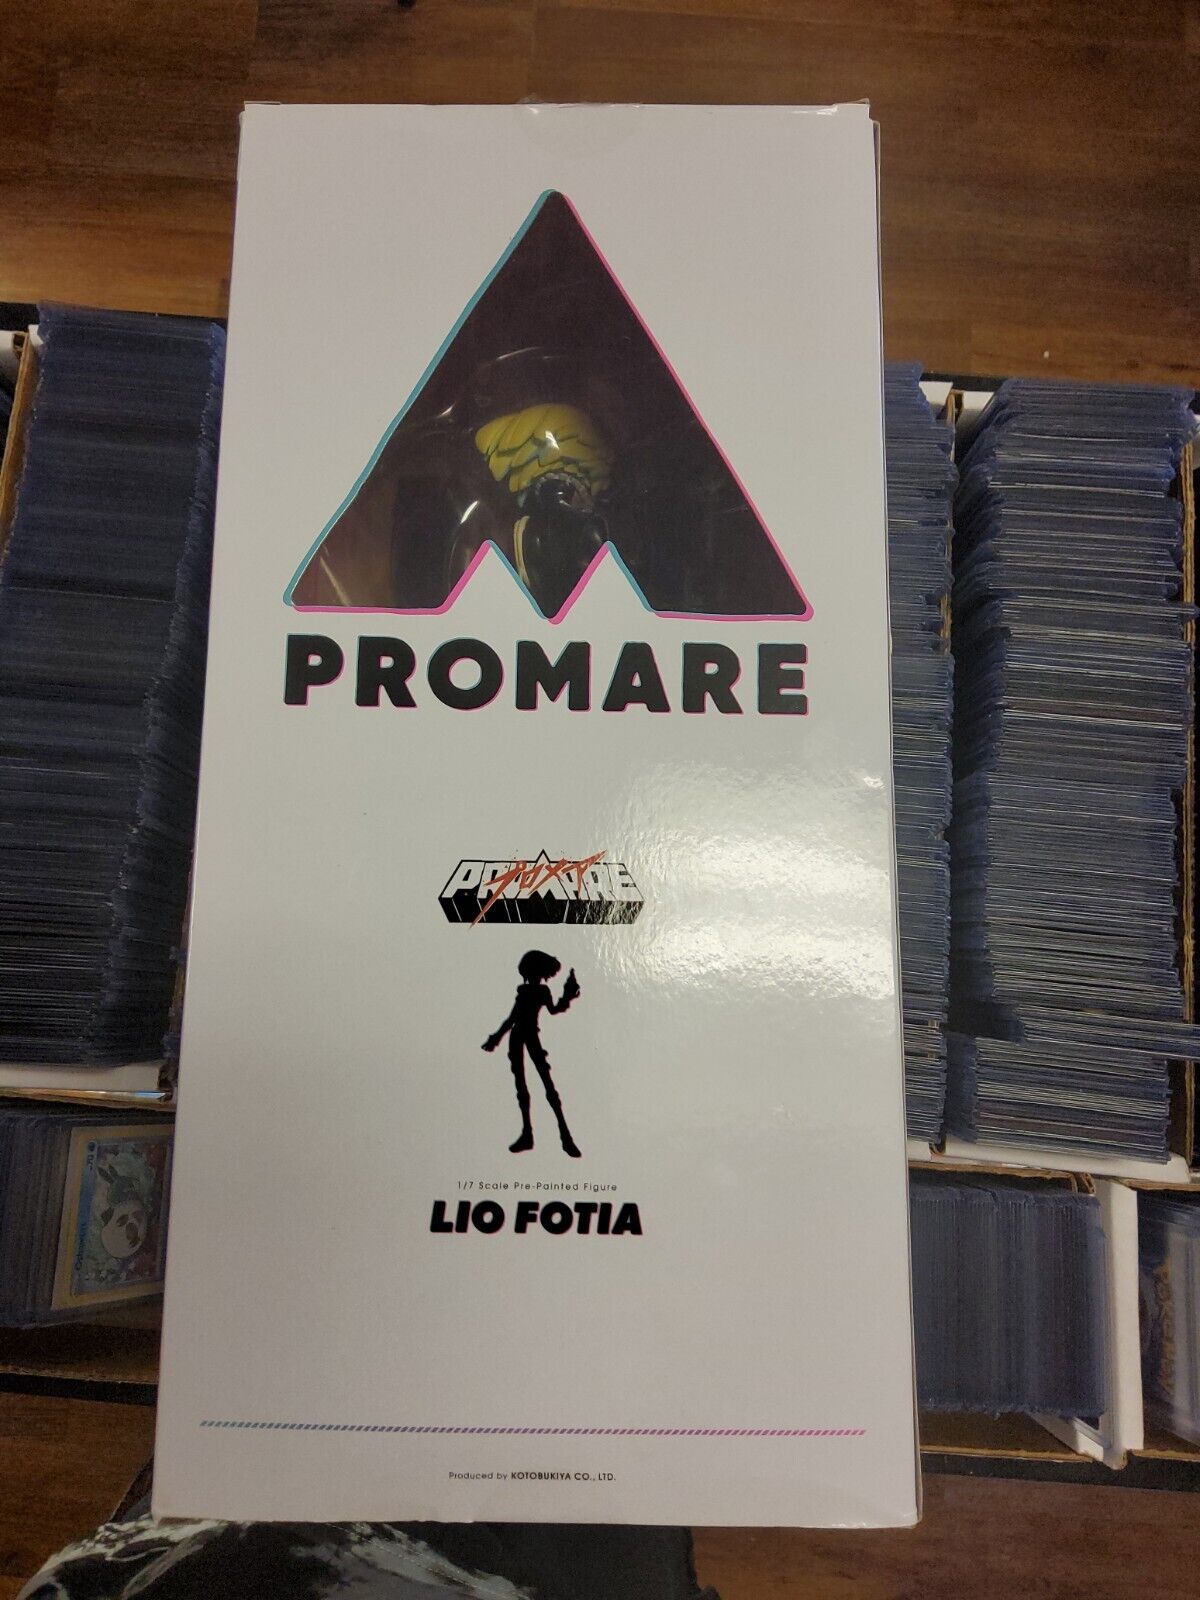 PROMARE
PROMARE
プロメア
1/7 Scale Pre-Painted Figure
LIO FOTIA
Produced by KOTOBUKIYA CO., LTD.